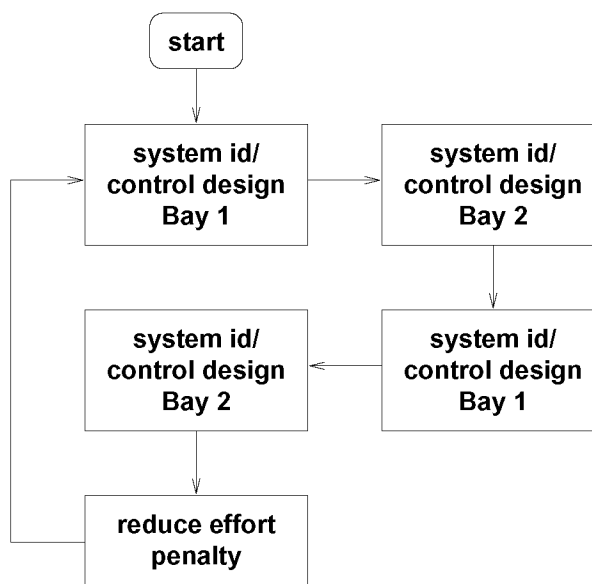 start
system id/
control design
Bay 1
system id/
control design
Bay 2
system id/
control design
Bay 1
system id/
control design
Bay 2
reduce effort
penalty